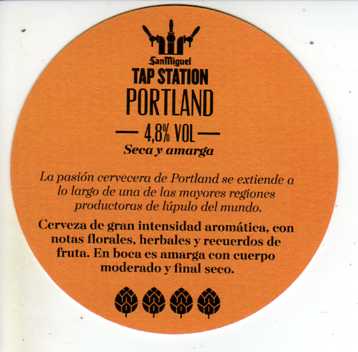 SanMiguel
TAP STATION
PORTLAND
4,8% VOL
Seca y amarga
La pasión cervecera de Portland se extiende a
lo largo de una de las mayores regiones
productoras de lúpulo del mundo.
Cerveza de gran intensidad aromática, con
notas florales, herbales y recuerdos de
fruta. En boca es amarga con cuerpo
moderado y final seco.